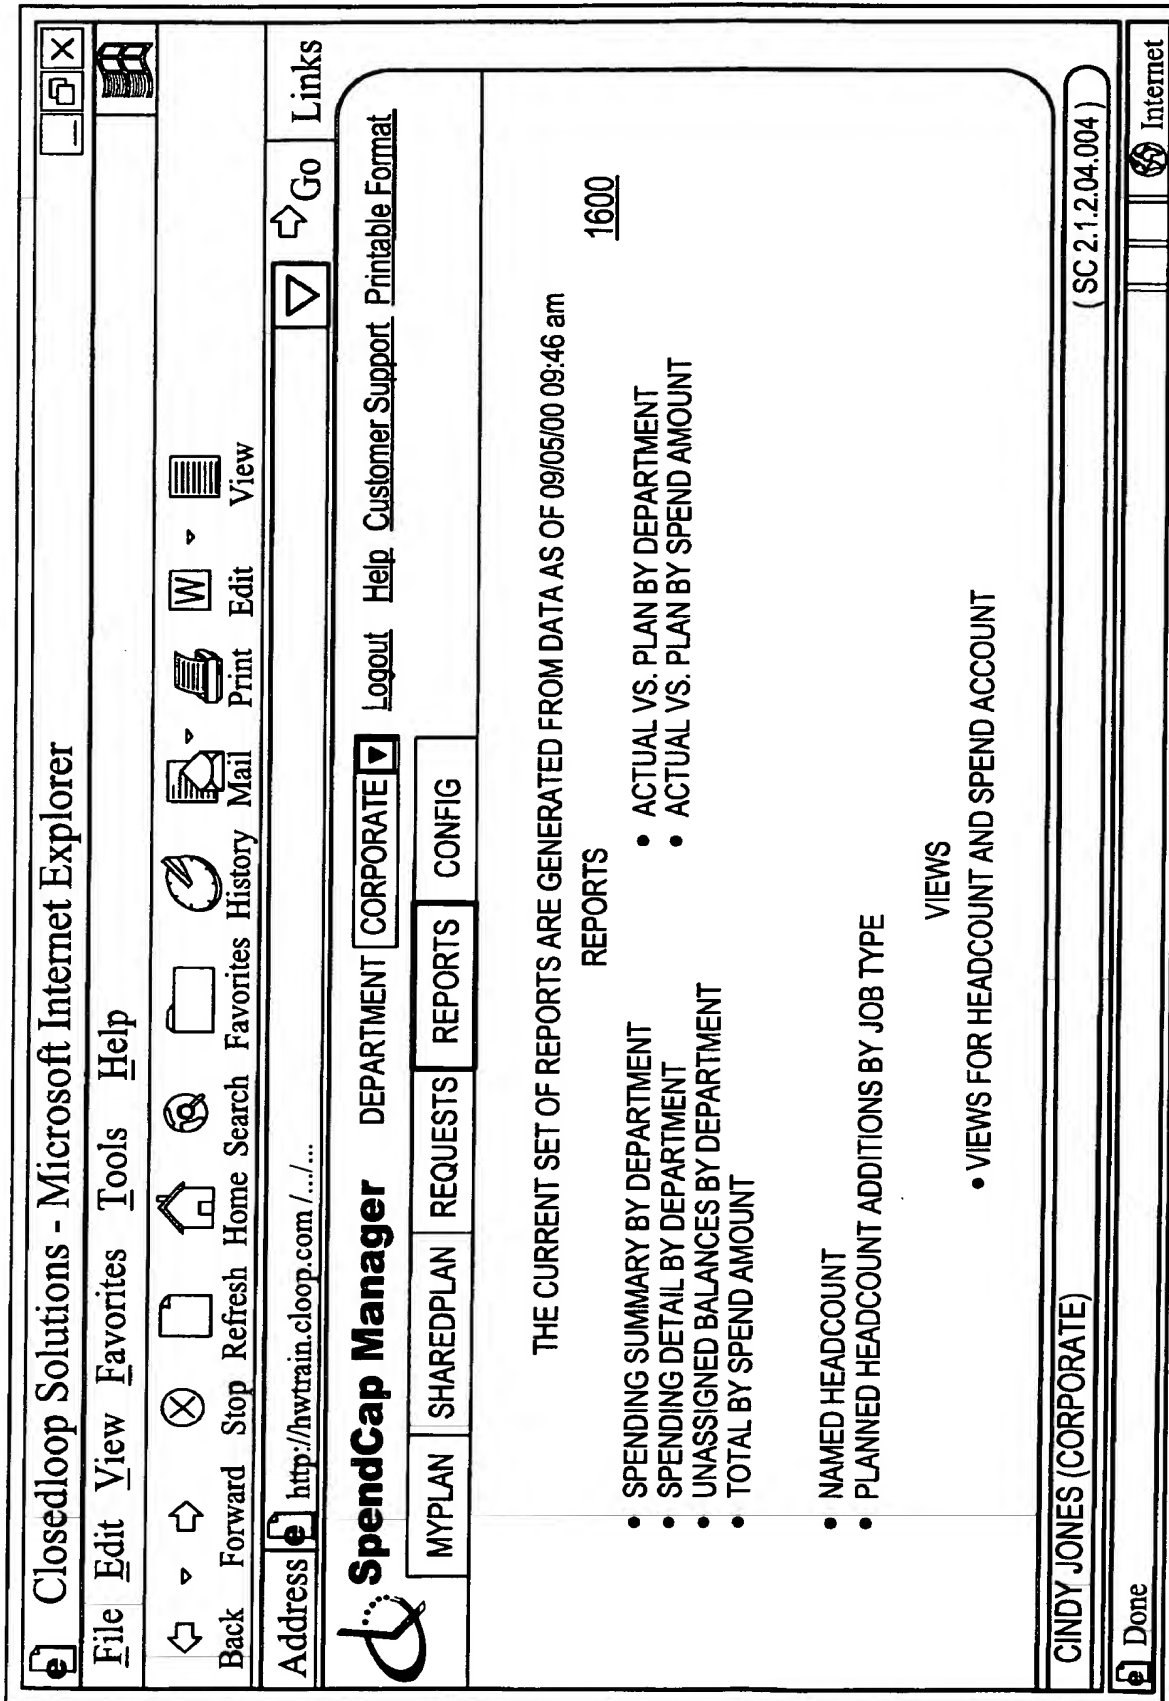 Closedloop Solutions - Microsoft Internet Explorer
File Edit View Favorites Tools Help
Back Forward Stop Refresh Home Search Favorites History Mail Print Edit View
Address http://hwtrain.cloop.com /.../... Go Links
SpendCap Manager DEPARTMENT CORPORATE Logout Help Customer Support Printable Format
MYPLAN SHAREDPLAN REQUESTS REPORTS CONFIG
THE CURRENT SET OF REPORTS ARE GENERATED FROM DATA AS OF 09/05/00 09:46 am
REPORTS 1600
• SPENDING SUMMARY BY DEPARTMENT
• SPENDING DETAIL BY DEPARTMENT
• UNASSIGNED BALANCES BY DEPARTMENT
• TOTAL BY SPEND AMOUNT
• ACTUAL VS. PLAN BY DEPARTMENT
• ACTUAL VS. PLAN BY SPEND AMOUNT
• NAMED HEADCOUNT
• PLANNED HEADCOUNT ADDITIONS BY JOB TYPE
VIEWS
• VIEWS FOR HEADCOUNT AND SPEND ACCOUNT
CINDY JONES (CORPORATE) ( SC 2.1.2.04.004 )
Done Internet